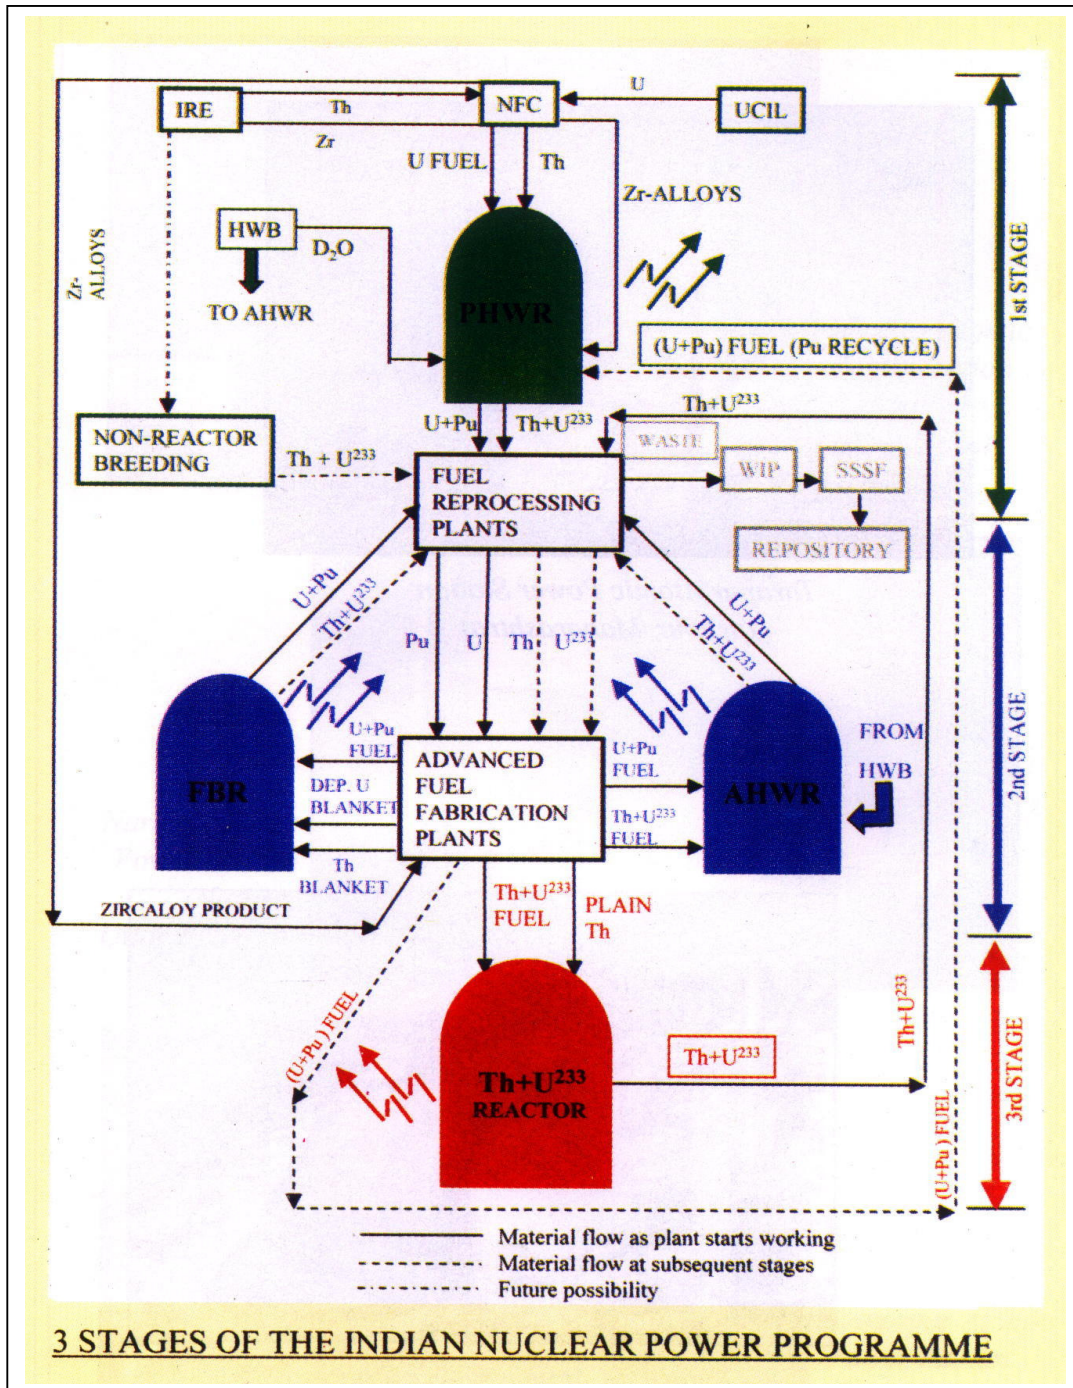 IRE
Th
Zr
NFC
U
UCIL
U FUEL
Th
Zr-ALLOYS
HWB
D₂O
TO AHWR
Zr-
ALLOYS
PHWR
(U+Pu) FUEL (Pu RECYCLE)
1st STAGE
NON-REACTOR
BREEDING
Th + U²³³
U+Pu
Th+U²³³
Th+U²³³
FUEL
REPROCESSING
PLANTS
WASTE
WIP
SSSF
REPOSITORY
U+Pu
Th+U²³³
Pu
U
Th
U²³³
U+Pu
Th+U²³³
FBR
U+Pu
FUEL
DEP. U
BLANKET
Th
BLANKET
ADVANCED
FUEL
FABRICATION
PLANTS
U+Pu
FUEL
Th+U²³³
FUEL
AHWR
FROM
HWB
2nd STAGE
ZIRCALOY PRODUCT
Th+U²³³
FUEL
PLAIN
Th
(U+Pu ) FUEL
Th+U²³³
REACTOR
Th+U²³³
Th+U²³³
(U+Pu ) FUEL
3rd STAGE
Material flow as plant starts working
Material flow at subsequent stages
Future possibility
3 STAGES OF THE INDIAN NUCLEAR POWER PROGRAMME